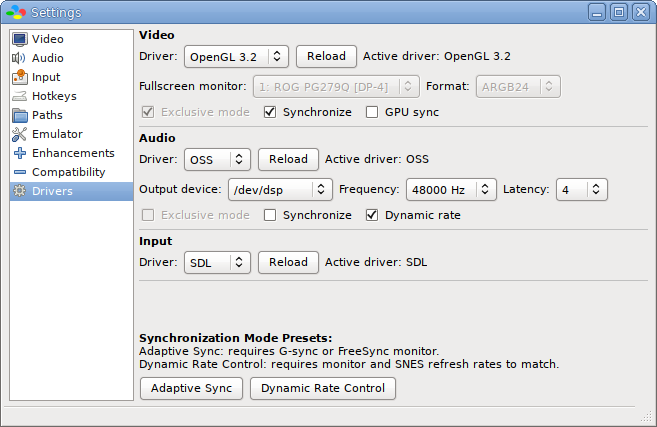 Settings
Video
Audio
Input
Hotkeys
Paths
Emulator
Enhancements
Compatibility
Drivers
Video
Driver: OpenGL 3.2 Reload Active driver: OpenGL 3.2
Fullscreen monitor: 1: ROG PG279Q [DP-4] Format: ARGB24
Exclusive mode Synchronize GPU sync
Audio
Driver: OSS Reload Active driver: OSS
Output device: /dev/dsp Frequency: 48000 Hz Latency: 4
Exclusive mode Synchronize Dynamic rate
Input
Driver: SDL Reload Active driver: SDL
Synchronization Mode Presets:
Adaptive Sync: requires G-sync or FreeSync monitor.
Dynamic Rate Control: requires monitor and SNES refresh rates to match.
Adaptive Sync Dynamic Rate Control